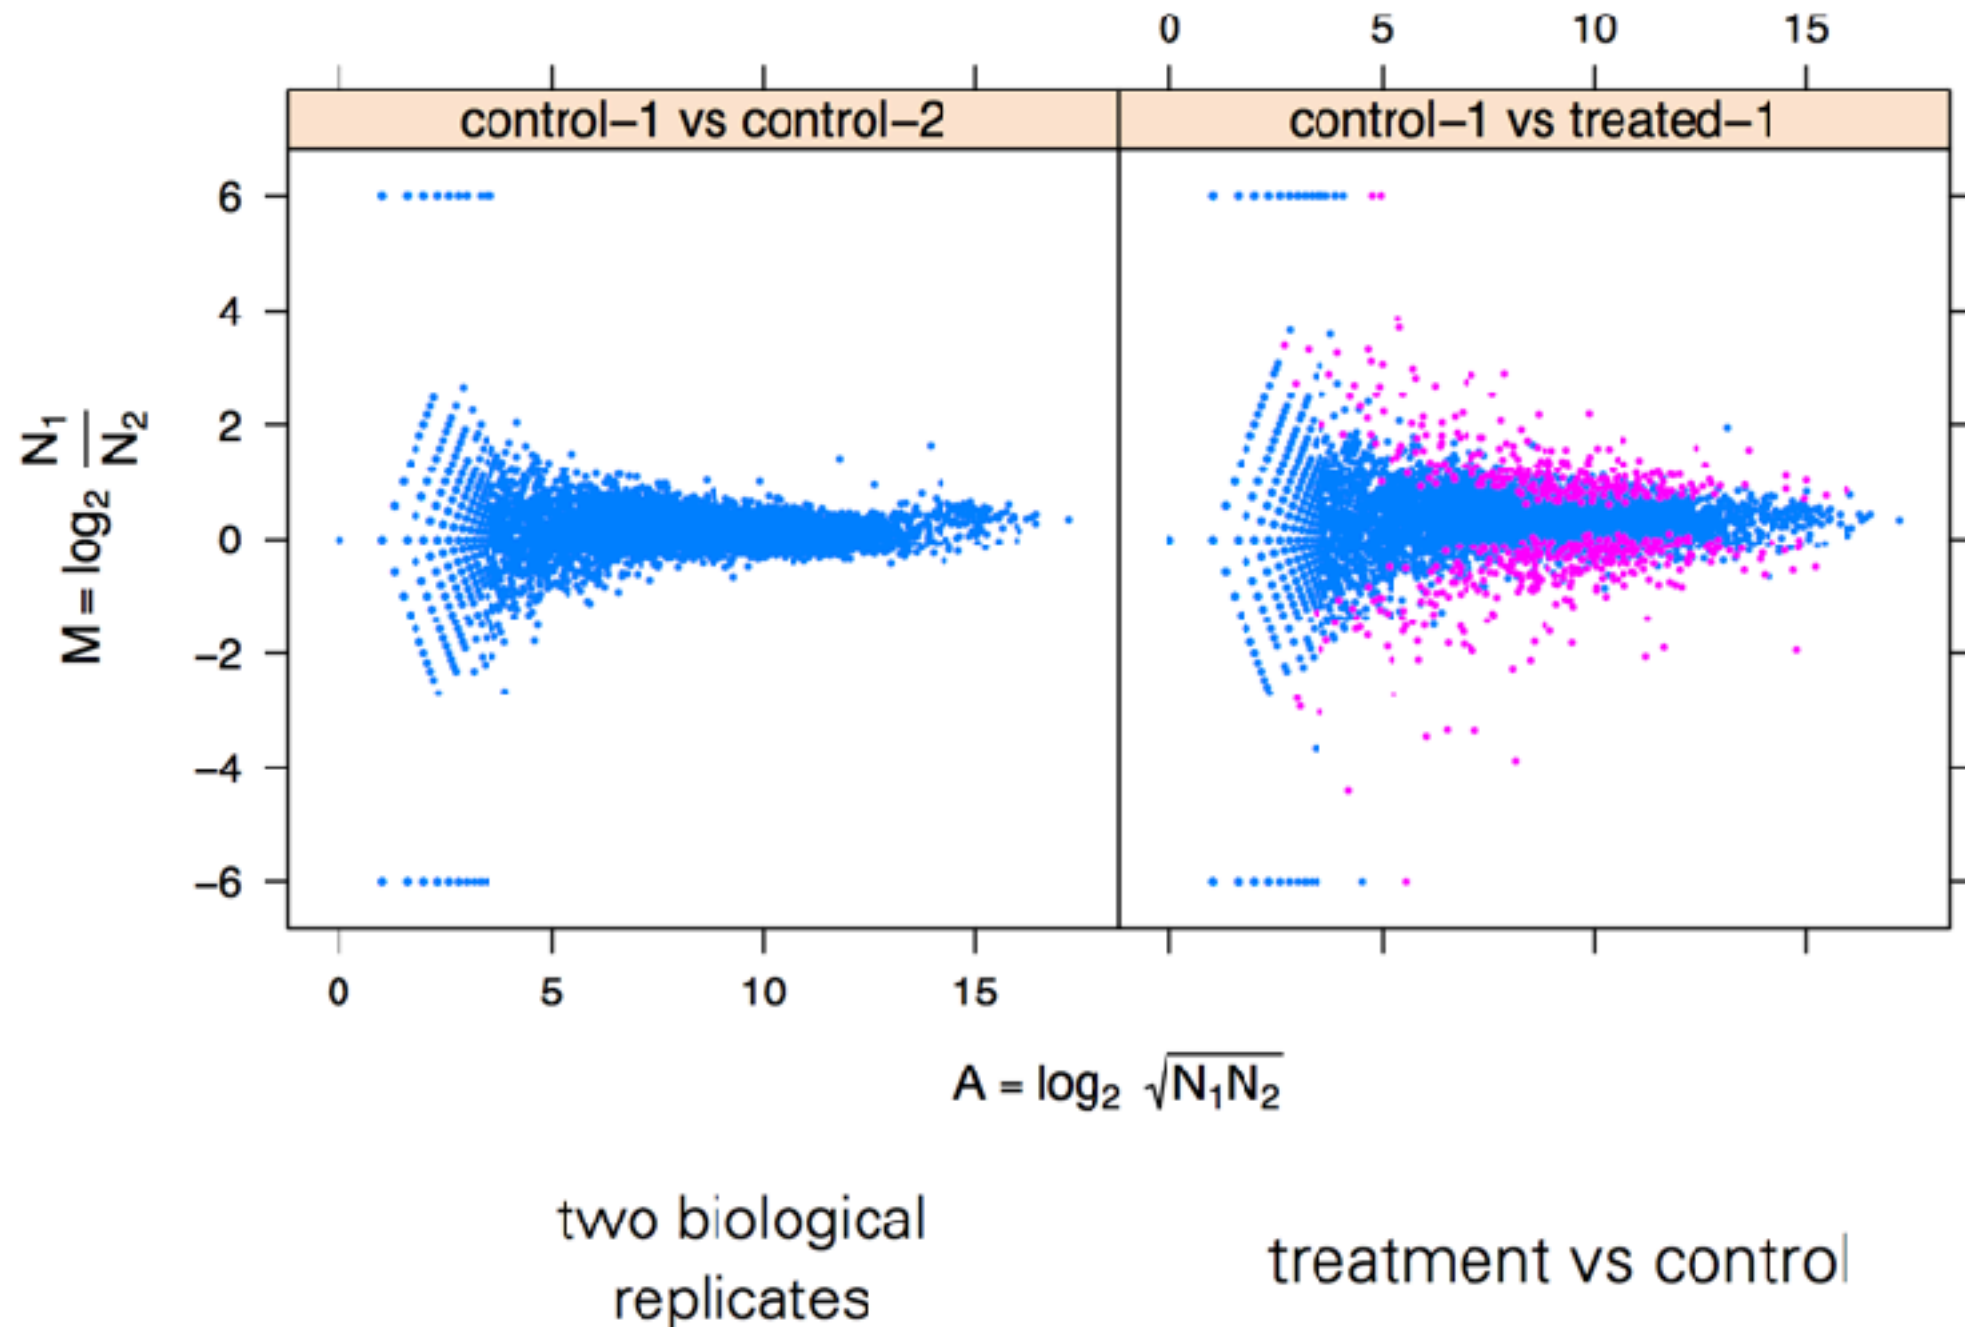 0 5 10 15
control–1 vs control–2 control–1 vs treated–1
6
4
2
0
−2
−4
−6
M = log₂ N₁/N₂
0 5 10 15
A = log₂ √N₁N₂
two biological
replicates
treatment vs control